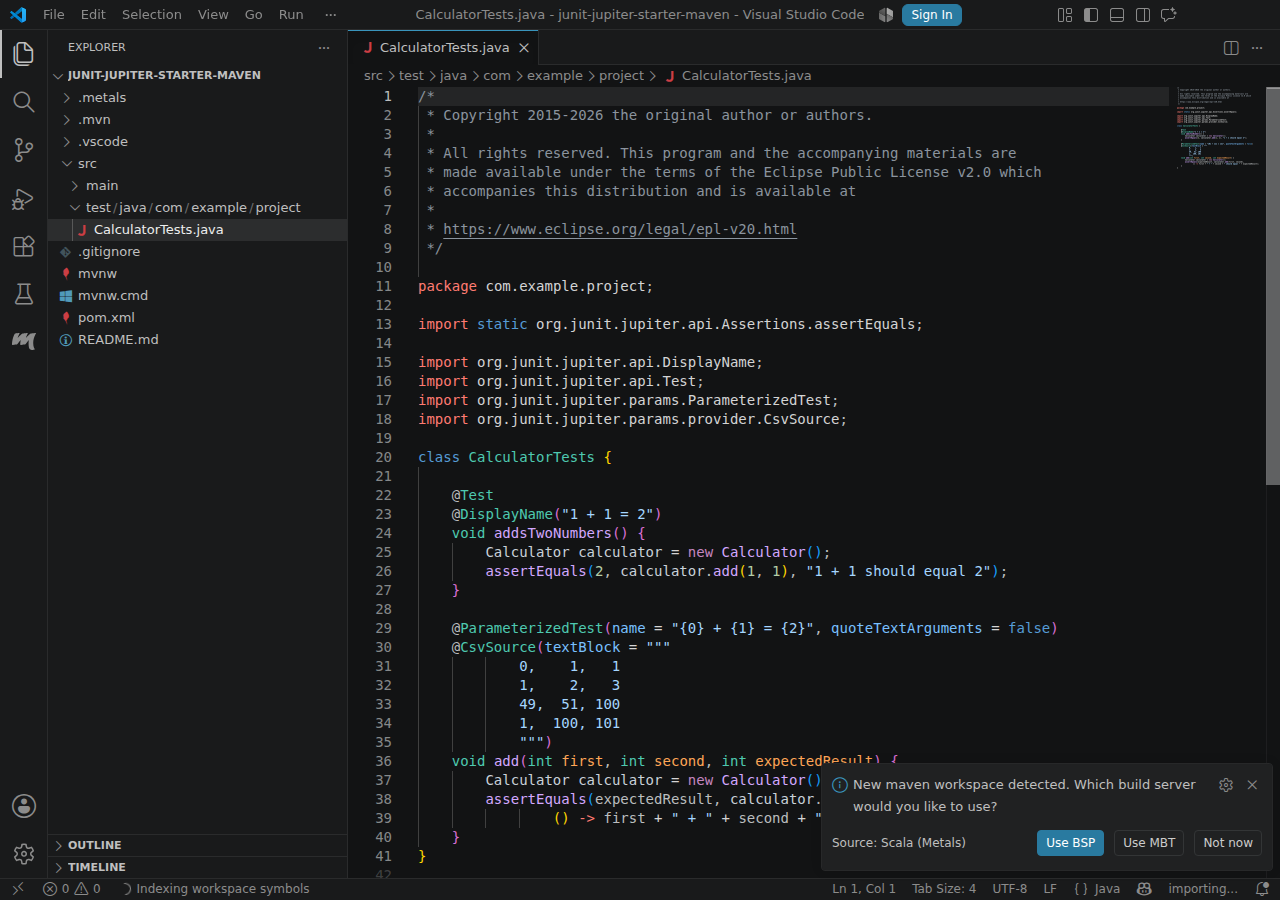 File Edit Selection View Go Run ··· CalculatorTests.java - junit-jupiter-starter-maven - Visual Studio Code Sign In
EXPLORER
JUNIT-JUPITER-STARTER-MAVEN
.metals
.mvn
.vscode
src
main
test/java/com/example/project
CalculatorTests.java
.gitignore
mvnw
mvnw.cmd
pom.xml
README.md
OUTLINE
TIMELINE
CalculatorTests.java
src > test > java > com > example > project > CalculatorTests.java
1 /*
2  * Copyright 2015-2026 the original author or authors.
3  *
4  * All rights reserved. This program and the accompanying materials are
5  * made available under the terms of the Eclipse Public License v2.0 which
6  * accompanies this distribution and is available at
7  *
8  * https://www.eclipse.org/legal/epl-v20.html
9  */
10
11 package com.example.project;
12
13 import static org.junit.jupiter.api.Assertions.assertEquals;
14
15 import org.junit.jupiter.api.DisplayName;
16 import org.junit.jupiter.api.Test;
17 import org.junit.jupiter.params.ParameterizedTest;
18 import org.junit.jupiter.params.provider.CsvSource;
19
20 class CalculatorTests {
21
22     @Test
23     @DisplayName("1 + 1 = 2")
24     void addsTwoNumbers() {
25         Calculator calculator = new Calculator();
26         assertEquals(2, calculator.add(1, 1), "1 + 1 should equal 2");
27     }
28
29     @ParameterizedTest(name = "{0} + {1} = {2}", quoteTextArguments = false)
30     @CsvSource(textBlock = """
31             0,    1,   1
32             1,    2,   3
33             49,  51, 100
34             1,  100, 101
35             """)
36     void add(int first, int second, int expectedResult) {
37         Calculator calculator = new Calculator()
38         assertEquals(expectedResult, calculator.
39                 () -> first + " + " + second + "
40     }
41 }
42
New maven workspace detected. Which build server
would you like to use?
Source: Scala (Metals) Use BSP Use MBT Not now
0 0 Indexing workspace symbols Ln 1, Col 1 Tab Size: 4 UTF-8 LF { } Java importing...